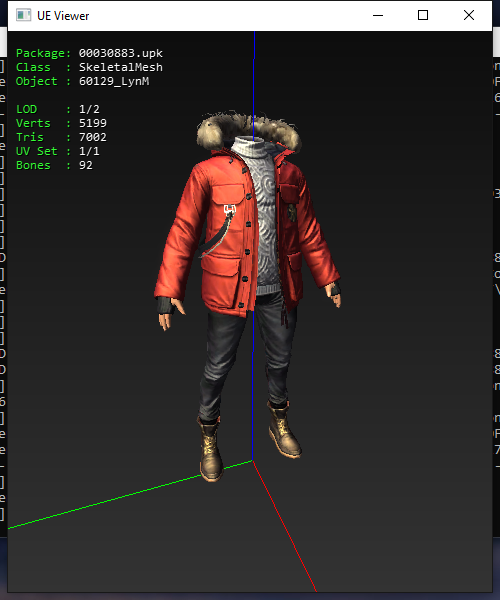 UE Viewer
Package: 00030883.upk
Class : SkeletalMesh
Object : 60129_LynM
LOD : 1/2
Verts : 5199
Tris : 7002
UV Set : 1/1
Bones : 92